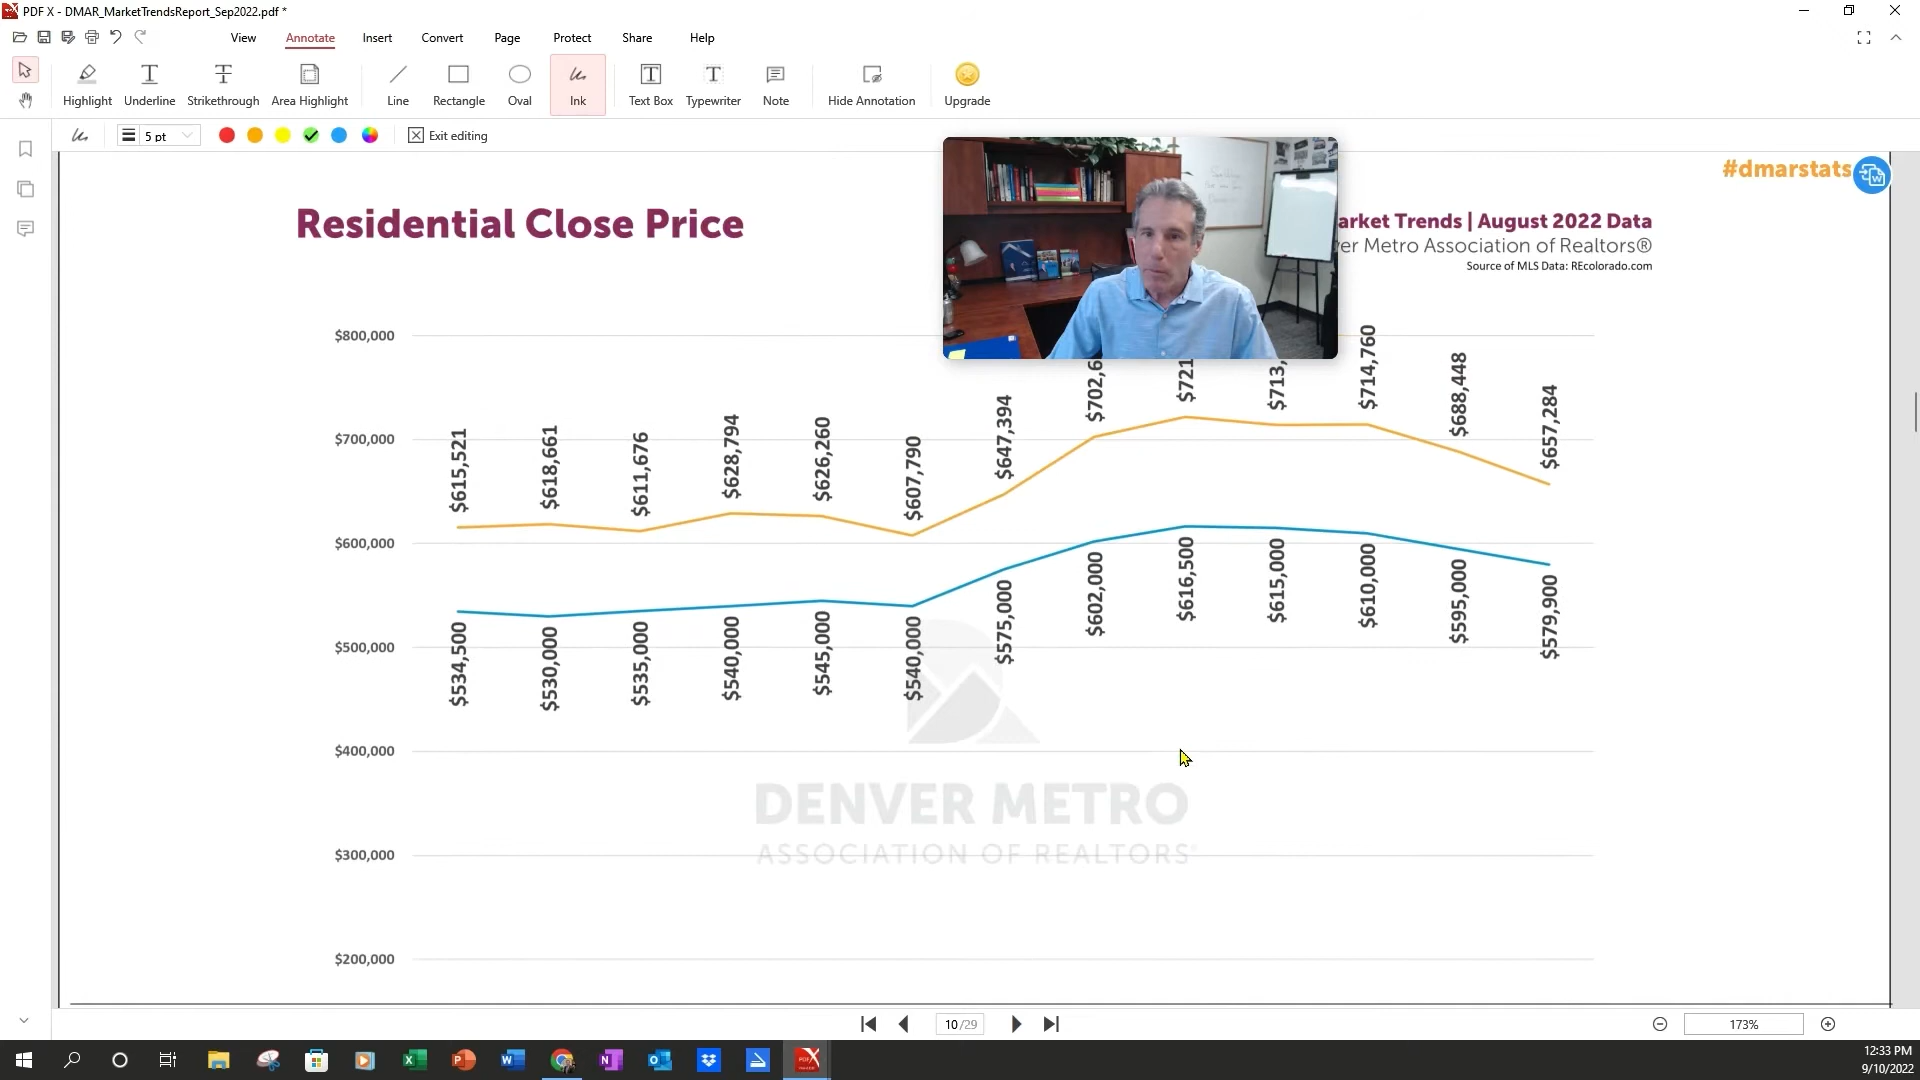 PDF X - DMAR_MarketTrendsReport_Sep2022.pdf *
View Annotate Insert Convert Page Protect Share Help
Highlight Underline Strikethrough Area Highlight Line Rectangle Oval Ink Text Box Typewriter Note Hide Annotation Upgrade
5 pt Exit editing
#dmarstats
Residential Close Price
arket Trends | August 2022 Data
er Metro Association of Realtors®
Source of MLS Data: REcolorado.com
$800,000
$700,000
$600,000
$500,000
$400,000
$300,000
$200,000
$615,521 $618,661 $611,676 $628,794 $626,260 $607,790 $647,394 $702,6 $721 $713, $714,760 $688,448 $657,284
$534,500 $530,000 $535,000 $540,000 $545,000 $540,000 $575,000 $602,000 $616,500 $615,000 $610,000 $595,000 $579,900
DENVER METRO
ASSOCIATION OF REALTORS®
10 /29
173%
12:33 PM
9/10/2022